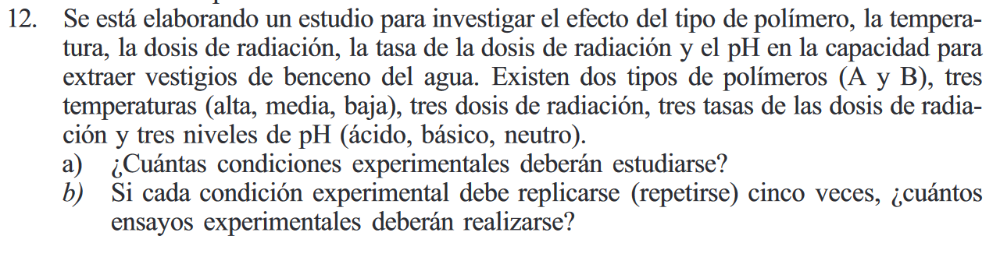 12. Se está elaborando un estudio para investigar el efecto del tipo de polímero, la tempera-
tura, la dosis de radiación, la tasa de la dosis de radiación y el pH en la capacidad para
extraer vestigios de benceno del agua. Existen dos tipos de polímeros (A y B), tres
temperaturas (alta, media, baja), tres dosis de radiación, tres tasas de las dosis de radia-
ción y tres niveles de pH (ácido, básico, neutro).
a) ¿Cuántas condiciones experimentales deberán estudiarse?
b) Si cada condición experimental debe replicarse (repetirse) cinco veces, ¿cuántos
ensayos experimentales deberán realizarse?